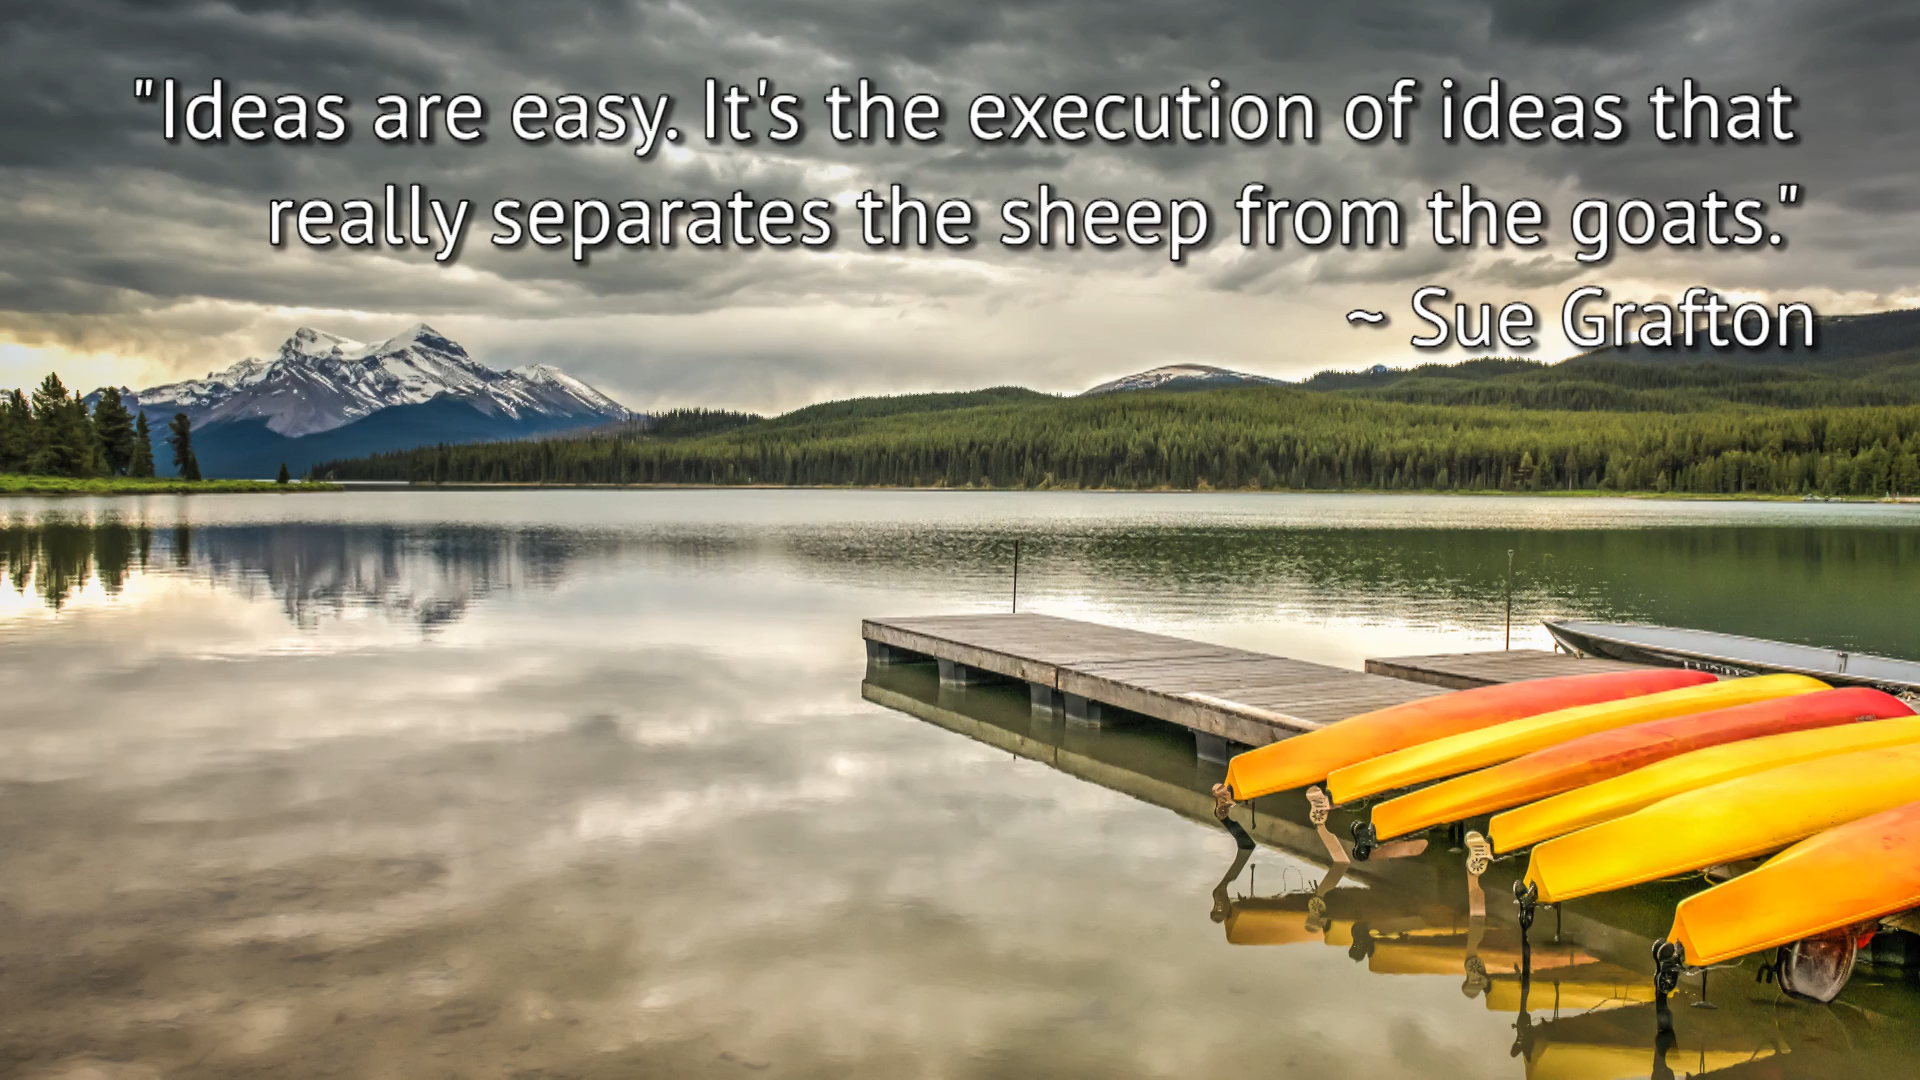 "Ideas are easy. It's the execution of ideas that
really separates the sheep from the goats."
~ Sue Grafton